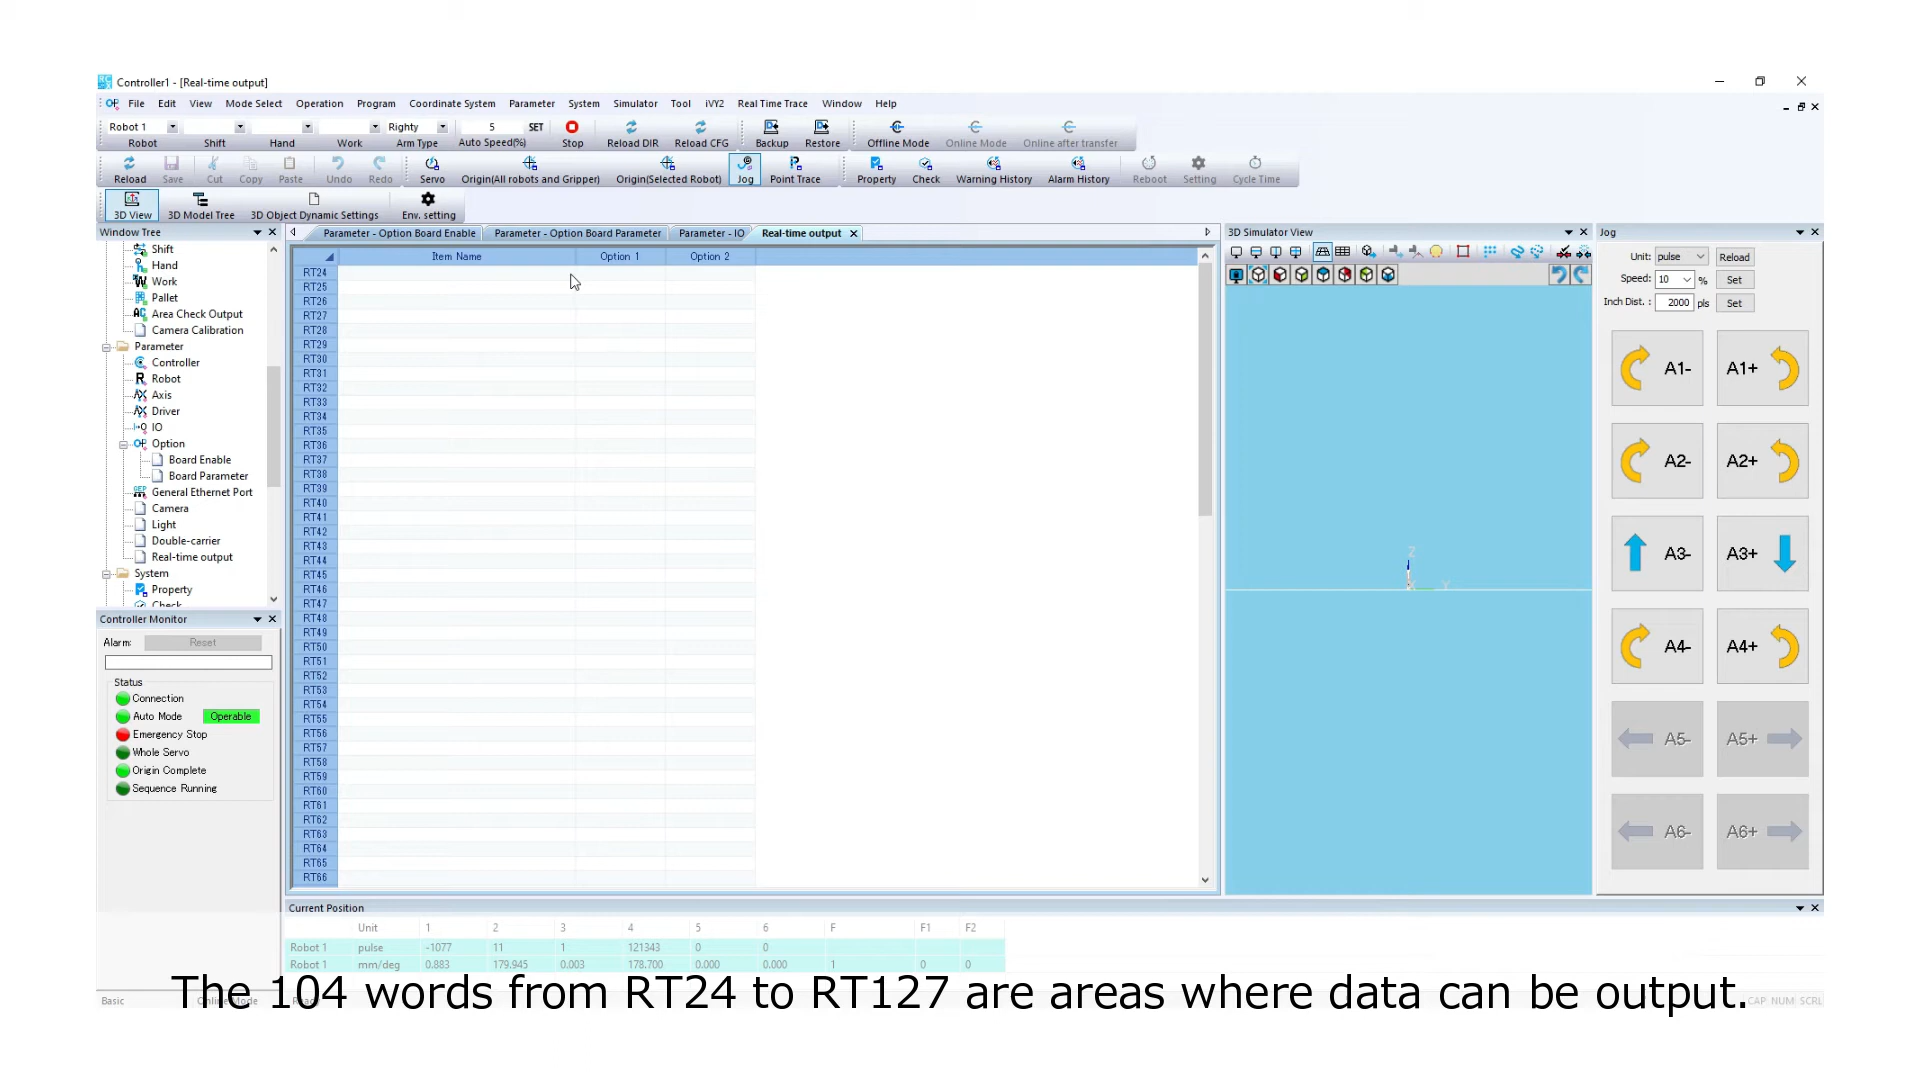 Controller1 - [Real-time output]
File Edit View Mode Select Operation Program Coordinate System Parameter System Simulator Tool iVY2 Real Time Trace Window Help
Robot 1 Righty 5 SET
Robot Shift Hand Work Arm Type Auto Speed(%) Stop Reload DIR Reload CFG Backup Restore Offline Mode Online Mode Online after transfer
Reload Save Cut Copy Paste Undo Redo Servo Origin(All robots and Gripper) Origin(Selected Robot) Jog Point Trace Property Check Warning History Alarm History Reboot Setting Cycle Time
3D View 3D Model Tree 3D Object Dynamic Settings Env. setting
Window Tree
Shift
Hand
Work
Pallet
Area Check Output
Camera Calibration
Parameter
Controller
Robot
Axis
Driver
IO
Option
Board Enable
Board Parameter
General Ethernet Port
Camera
Light
Double-carrier
Real-time output
System
Property
Check
Controller Monitor
Alarm: Reset
Status
Connection
Auto Mode Operable
Emergency Stop
Whole Servo
Origin Complete
Sequence Running
Parameter - Option Board Enable Parameter - Option Board Parameter Parameter - IO Real-time output
Item Name Option 1 Option 2
RT24
RT25
RT26
RT27
RT28
RT29
RT30
RT31
RT32
RT33
RT34
RT35
RT36
RT37
RT38
RT39
RT40
RT41
RT42
RT43
RT44
RT45
RT46
RT47
RT48
RT49
RT50
RT51
RT52
RT53
RT54
RT55
RT56
RT57
RT58
RT59
RT60
RT61
RT62
RT63
RT64
RT65
RT66
3D Simulator View
Z
Y
Jog
Unit: pulse Reload
Speed: 10 % Set
Inch Dist. : 2000 pls Set
A1- A1+
A2- A2+
A3- A3+
A4- A4+
A5- A5+
A6- A6+
Current Position
Unit 1 2 3 4 5 6 F F1 F2
Robot 1 pulse -1077 11 1 121343 0 0
Robot 1 mm/deg 0.883 179.945 0.003 178.700 0.000 0.000 1 0 0
Basic CAP NUM SCRL
The 104 words from RT24 to RT127 are areas where data can be output.